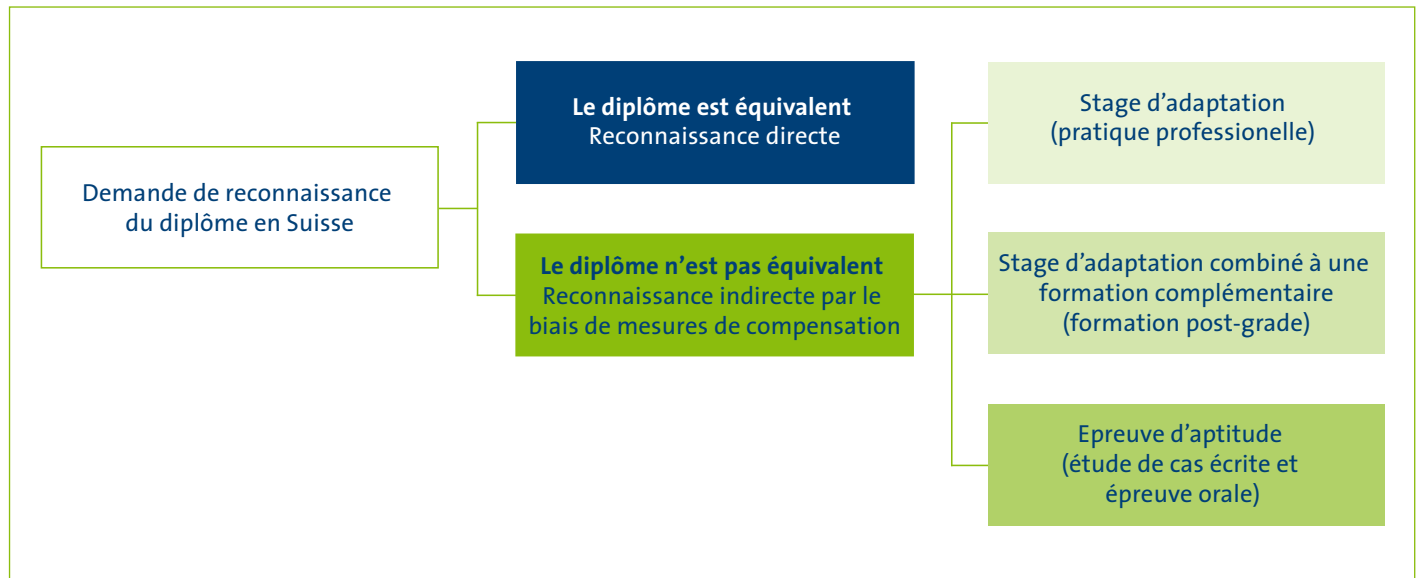 Demande de reconnaissance
du diplôme en Suisse
Le diplôme est équivalent
Reconnaissance directe
Le diplôme n’est pas équivalent
Reconnaissance indirecte par le
biais de mesures de compensation
Stage d’adaptation
(pratique professionelle)
Stage d’adaptation combiné à une
formation complémentaire
(formation post-grade)
Epreuve d’aptitude
(étude de cas écrite et
épreuve orale)